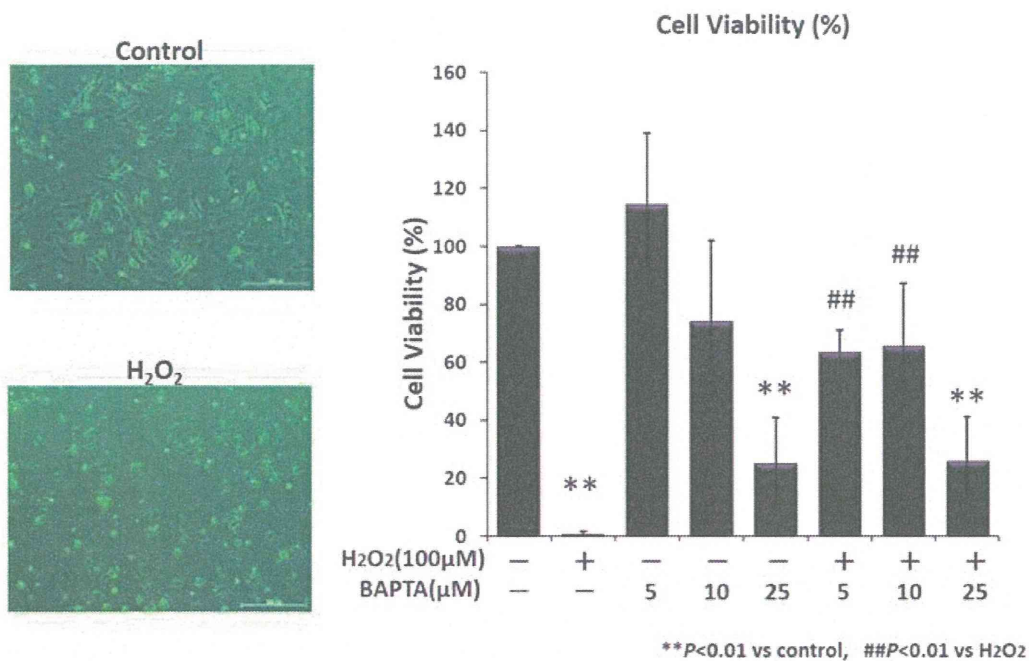 Control
H₂O₂
Cell Viability (%)
Cell Viability (%)
160
140
120
100
80
60
40
20
0
**
**
##
##
**
H₂O₂(100μM) − + − − − + + +
BAPTA(μM) − − 5 10 25 5 10 25
**P<0.01 vs control, ##P<0.01 vs H₂O₂